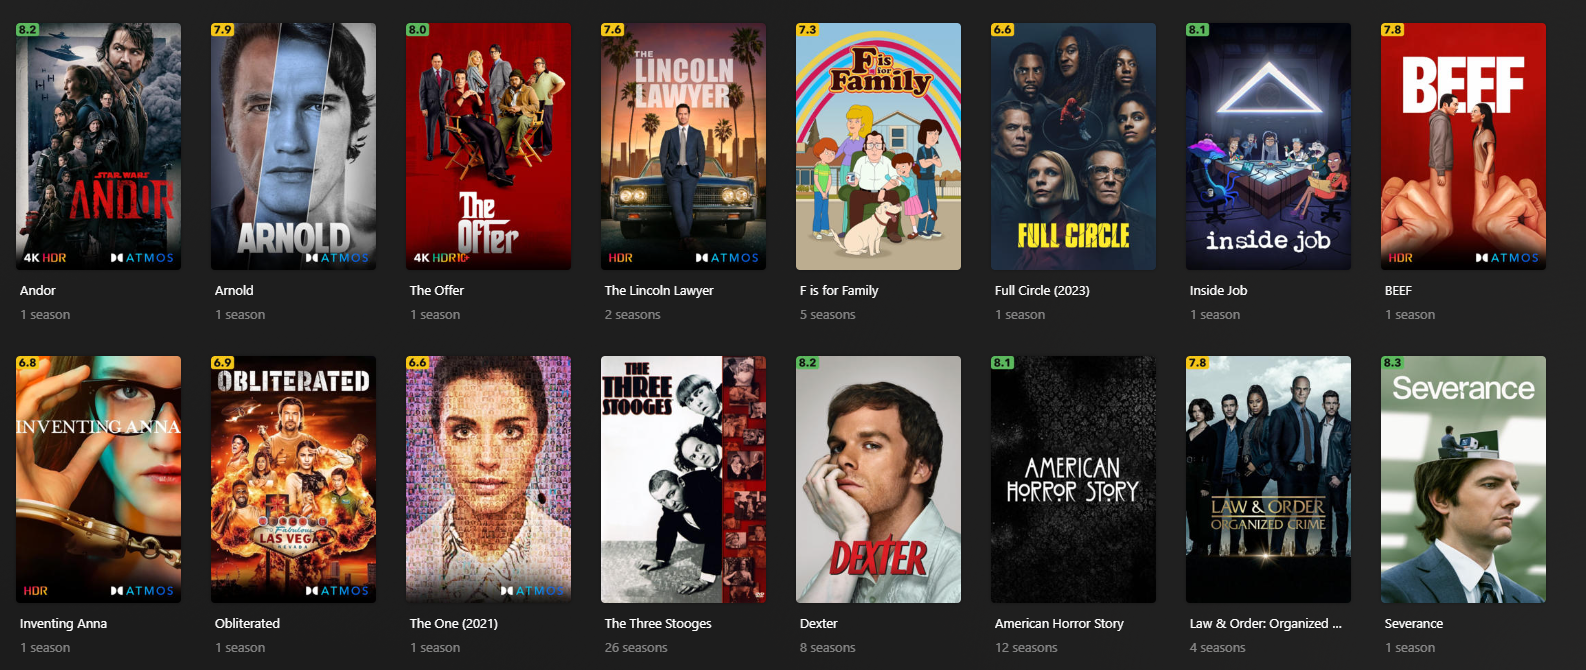 8.2
7.9
8.0
7.6
7.3
6.6
8.1
7.8
STAR WARS
ANDOR
4K HDR
ATMOS
ARNOLD
ATMOS
The
Offer
4K HDR10+
THE
LINCOLN
LAWYER
HDR
ATMOS
F is
for
Family
FULL CIRCLE
inside job
BEEF
HDR
ATMOS
Andor
Arnold
The Offer
The Lincoln Lawyer
F is for Family
Full Circle (2023)
Inside Job
BEEF
1 season
1 season
1 season
2 seasons
5 seasons
1 season
1 season
1 season
6.8
6.9
6.6
8.2
8.1
7.8
8.3
INVENTING ANNA
HDR
ATMOS
OBLITERATED
Fabulous
LAS VEGAS
NEVADA
ATMOS
ATMOS
THE
THREE
STOOGES
DVD
DEXTER
AMERICAN
HORROR STORY
LAW & ORDER
ORGANIZED CRIME
Severance
Inventing Anna
Obliterated
The One (2021)
The Three Stooges
Dexter
American Horror Story
Law & Order: Organized ...
Severance
1 season
1 season
1 season
26 seasons
8 seasons
12 seasons
4 seasons
1 season